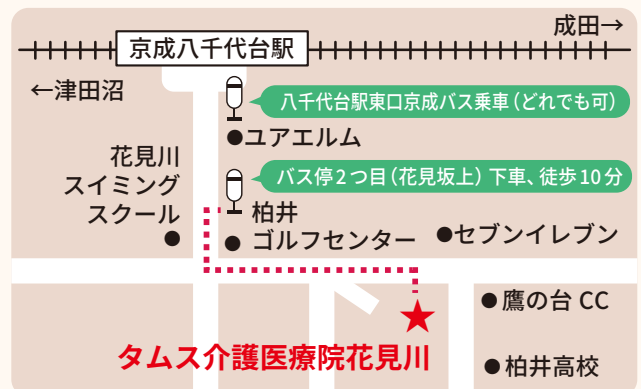 成田→
京成八千代台駅
←津田沼
八千代台駅東口京成バス乗車（どれでも可）
●ユアエルム
花見川
スイミング
スクール
●
バス停2つ目（花見坂上）下車、徒歩10分
柏井
● ゴルフセンター
●セブンイレブン
★
●鷹の台 CC
タムス介護医療院花見川
●柏井高校